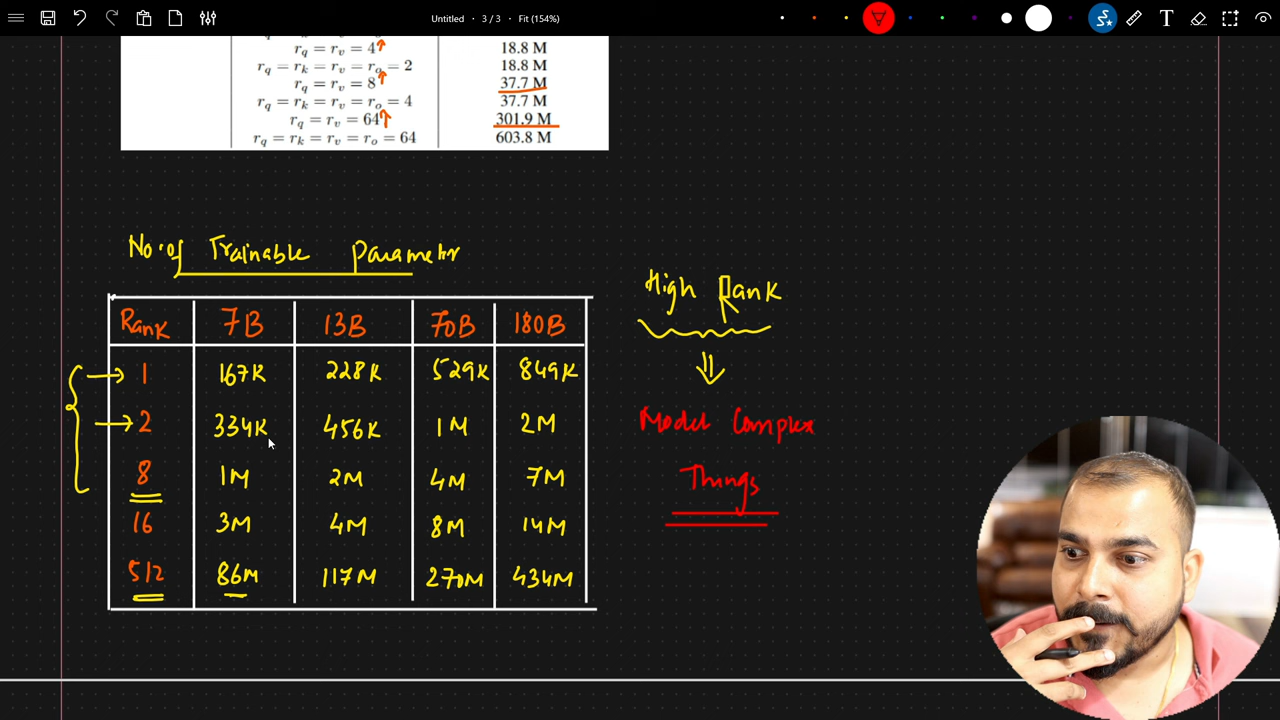 Untitled • 3 / 3 • Fit (154%)
T
r_q = r_v = 4 18.8 M
r_q = r_k = r_v = r_o = 2 18.8 M
r_q = r_v = 8 37.7 M
r_q = r_k = r_v = r_o = 4 37.7 M
r_q = r_v = 64 301.9 M
r_q = r_k = r_v = r_o = 64 603.8 M
No. of Trainable Parameter
Rank 7B 13B 70B 180B
1 167K 228K 529K 849K
2 334K 456K 1M 2M
8 1M 2M 4M 7M
16 3M 4M 8M 14M
512 86M 117M 270M 434M
High Rank
Model Complex
Things